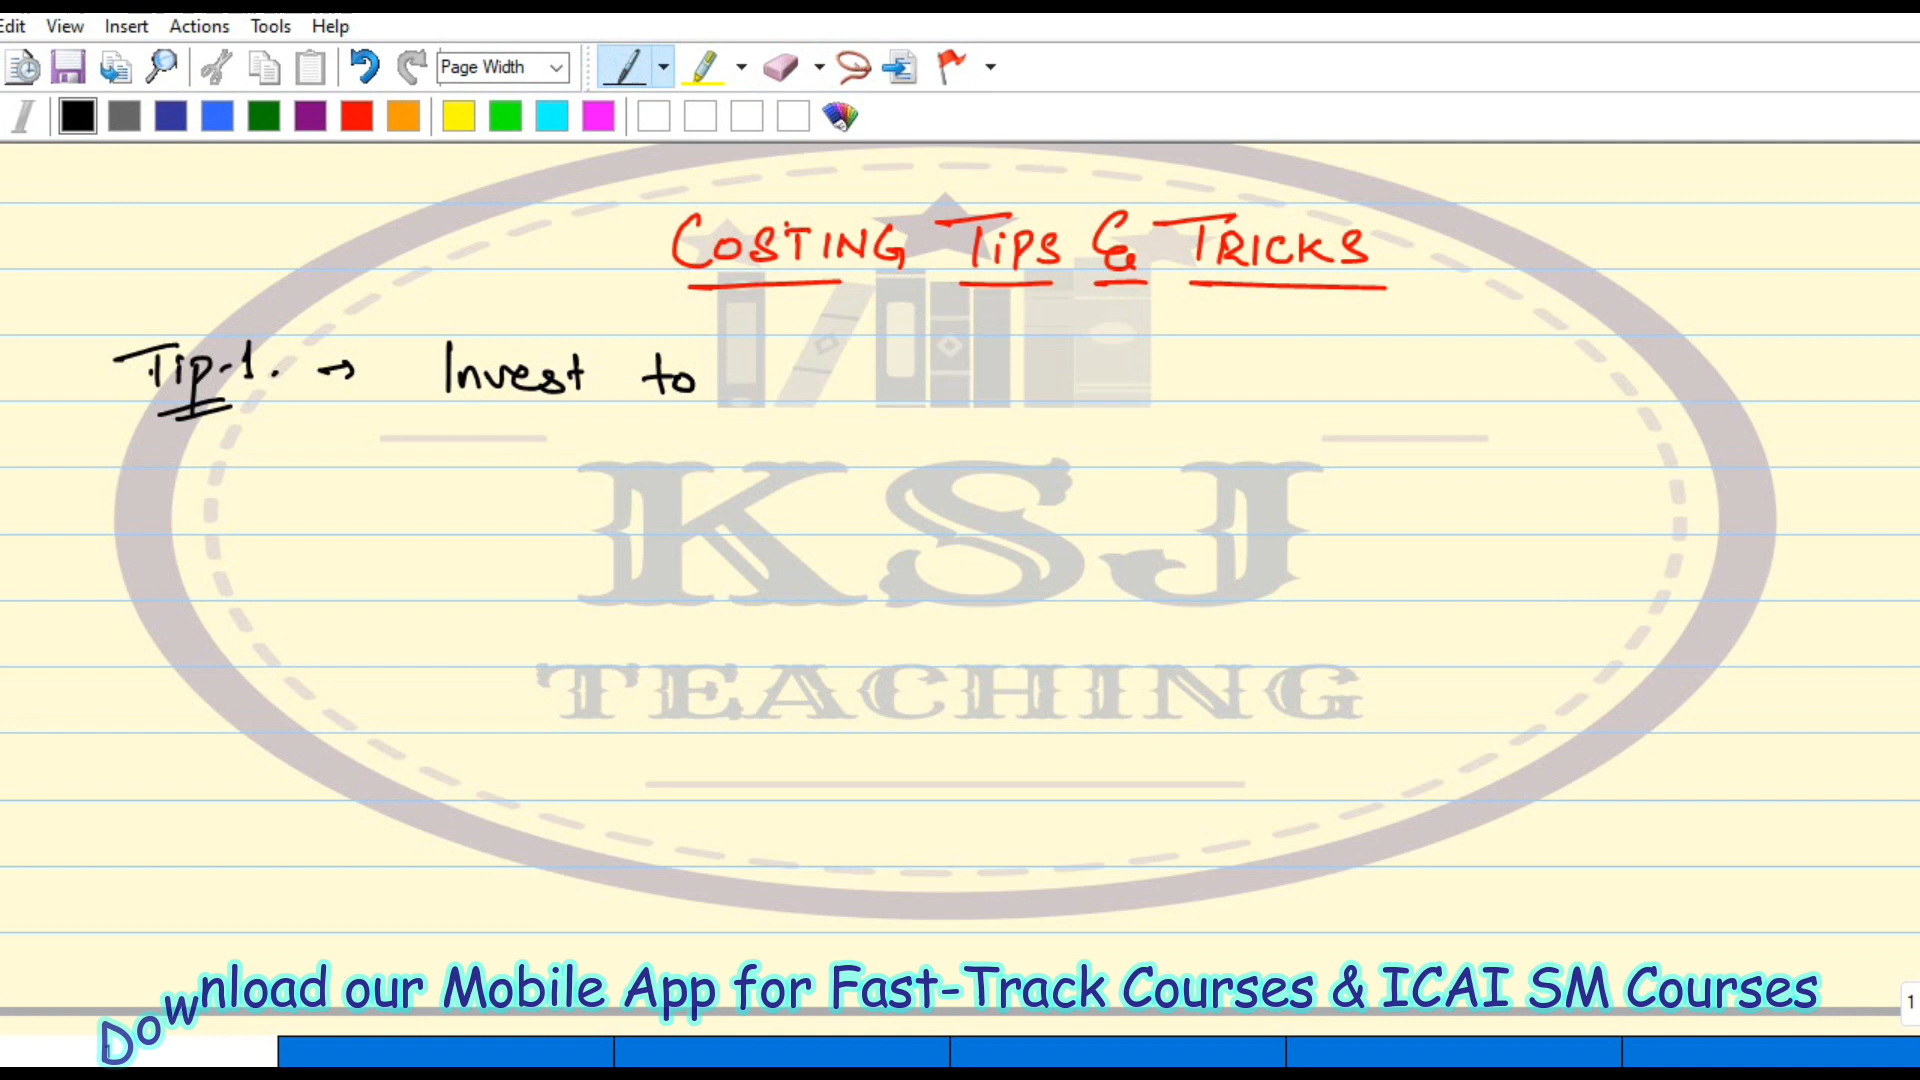 Edit View Insert Actions Tools Help
Page Width
COSTING TIPS & TRICKS
Tip-1. → Invest to
KSJ
TEACHING
Download our Mobile App for Fast-Track Courses & ICAI SM Courses
1